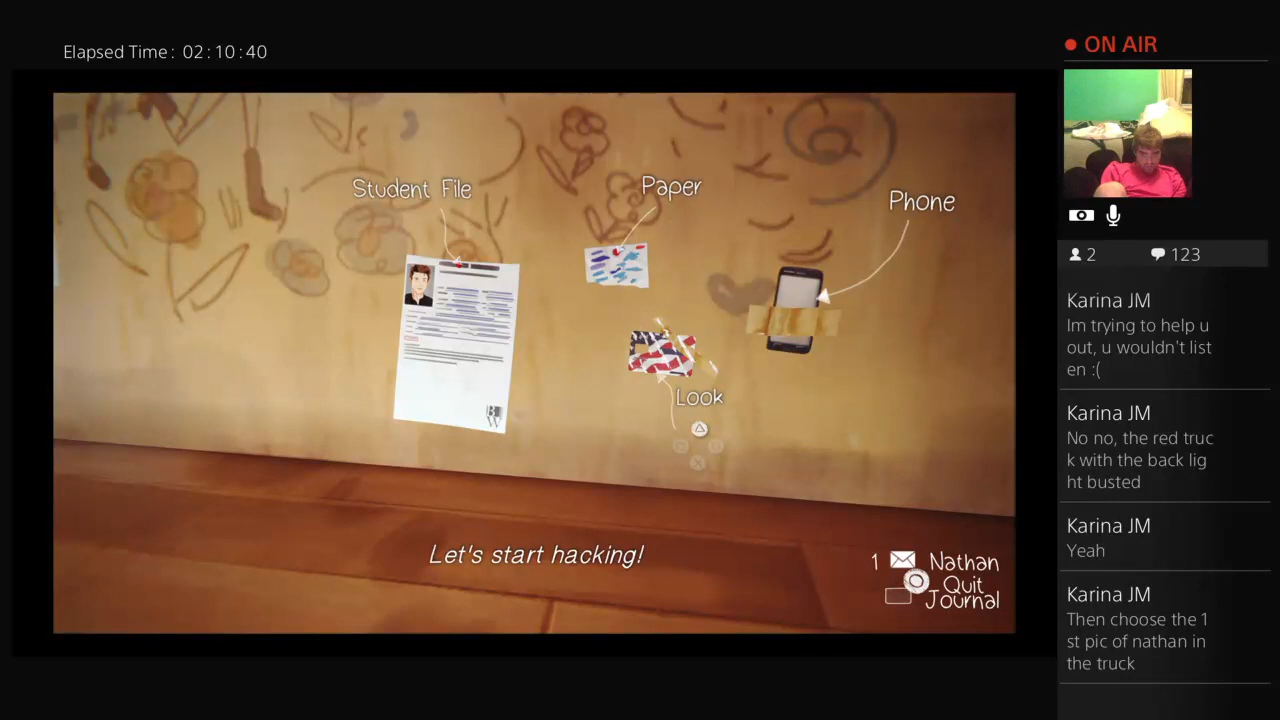 Elapsed Time: 02:10:40
ON AIR
Student File
Paper
Phone
Look
BW
Let's start hacking!
1 Nathan
Quit
Journal
2 123
Karina JM
Im trying to help u
out, u wouldn't list
en :(
Karina JM
No no, the red truc
k with the back lig
ht busted
Karina JM
Yeah
Karina JM
Then choose the 1
st pic of nathan in
the truck